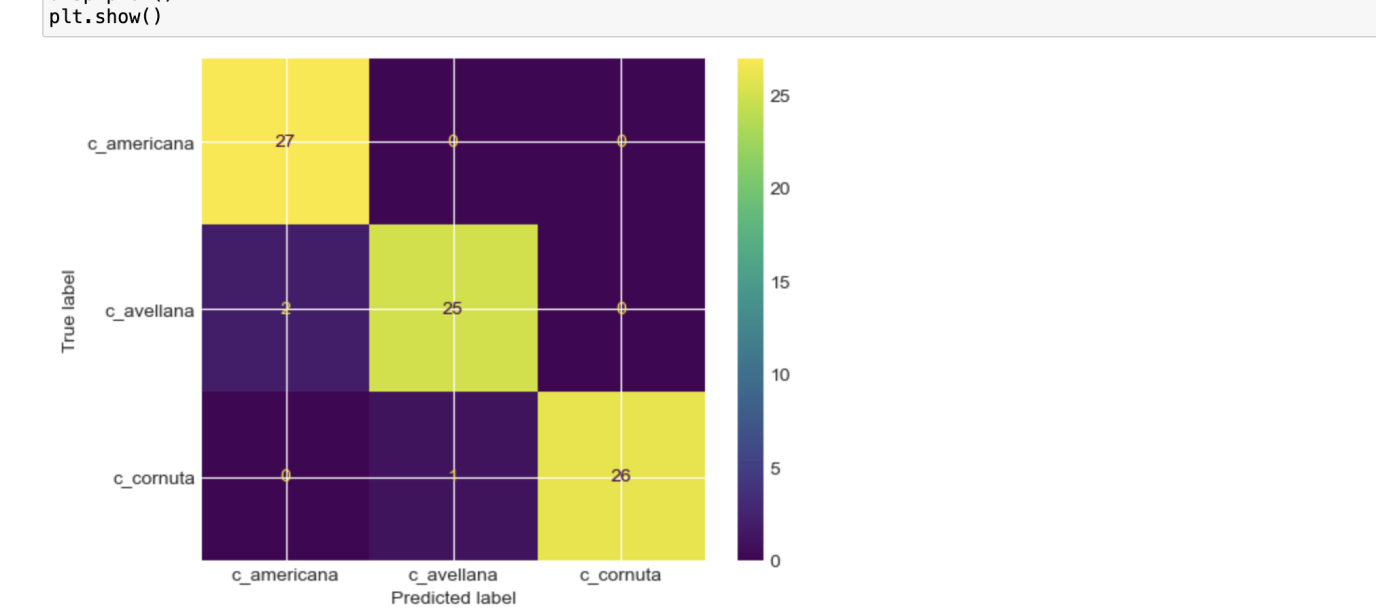 plt.show()
25
c_americana 27 0 0
20
15
True label
c_avellana 2 25 0
10
5
c_cornuta 0 1 26
0
c_americana c_avellana c_cornuta
Predicted label